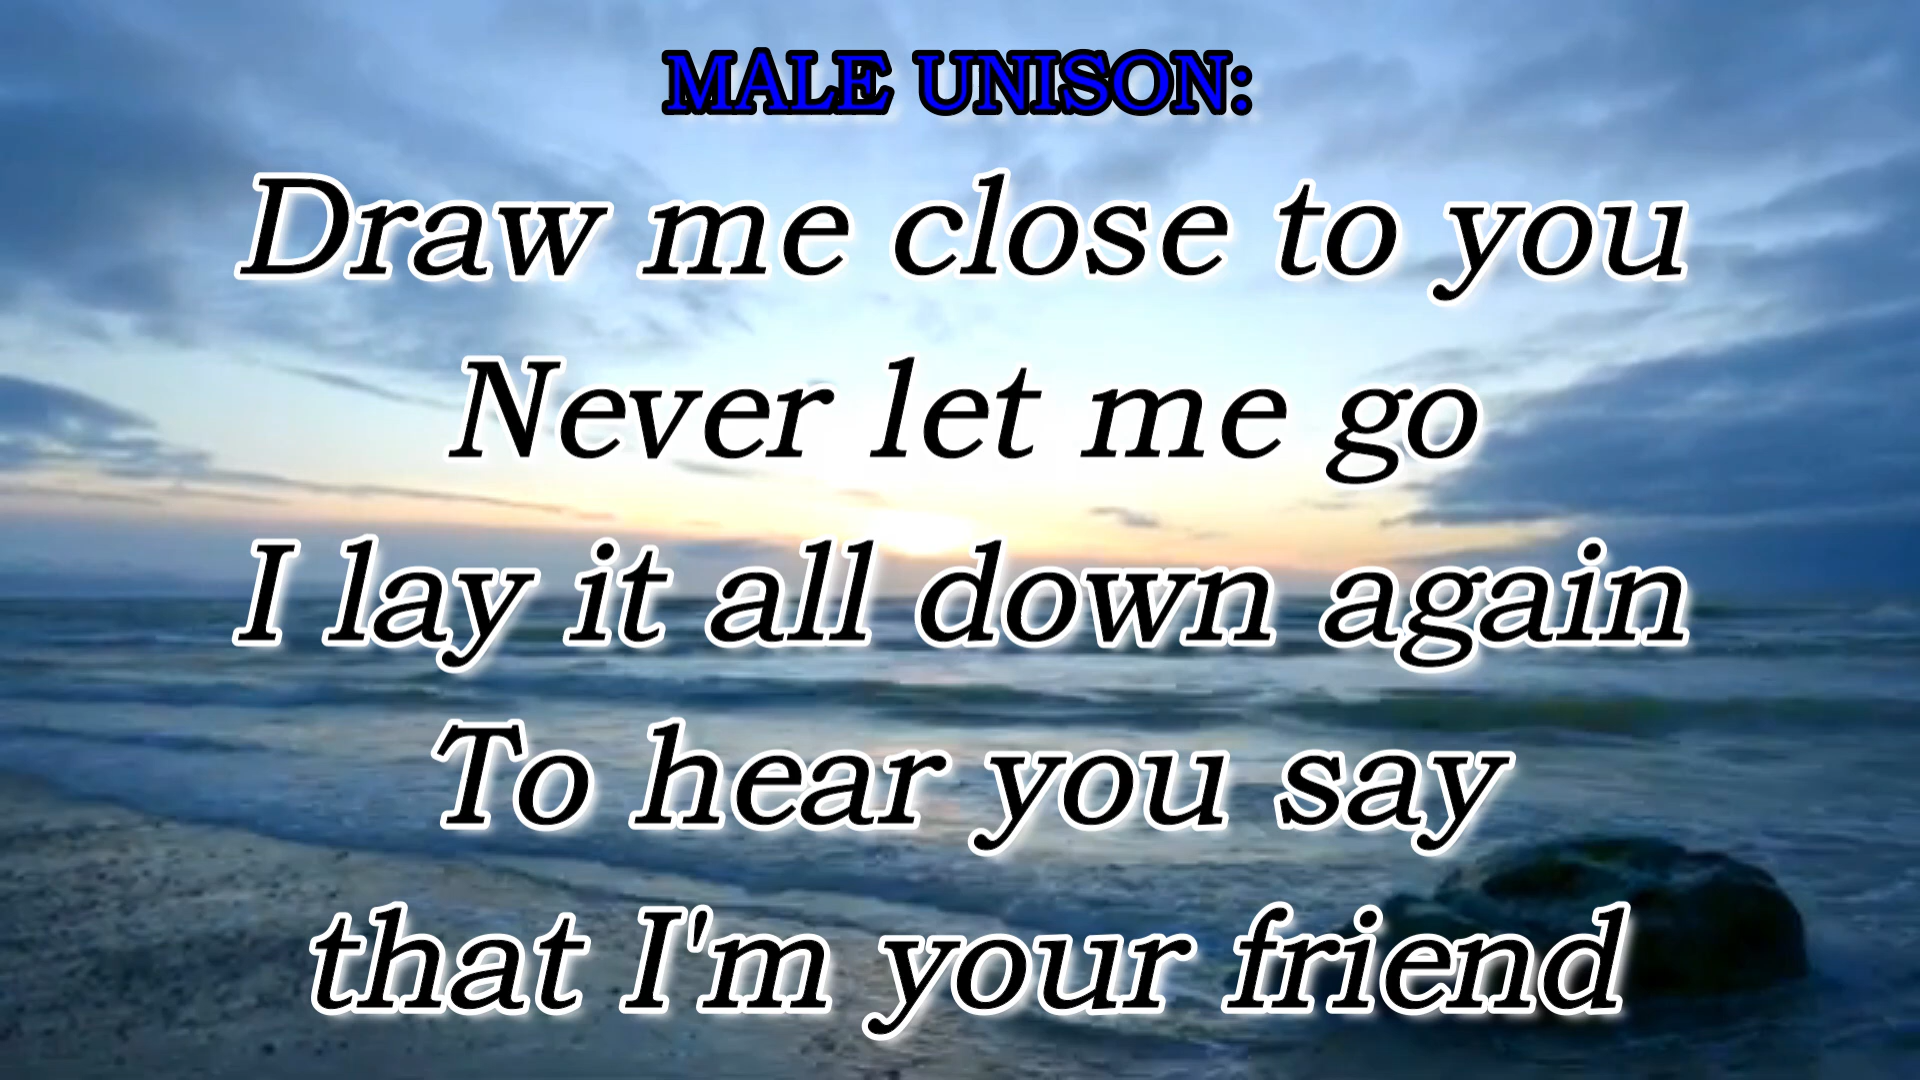 MALE UNISON:
Draw me close to you
Never let me go
I lay it all down again
To hear you say
that I'm your friend